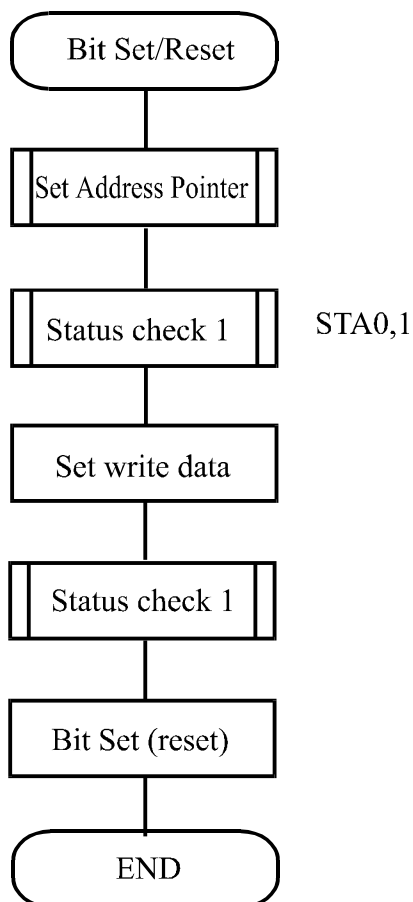 Bit Set/Reset
Set Address Pointer
Status check 1
STA0,1
Set write data
Status check 1
Bit Set (reset)
END